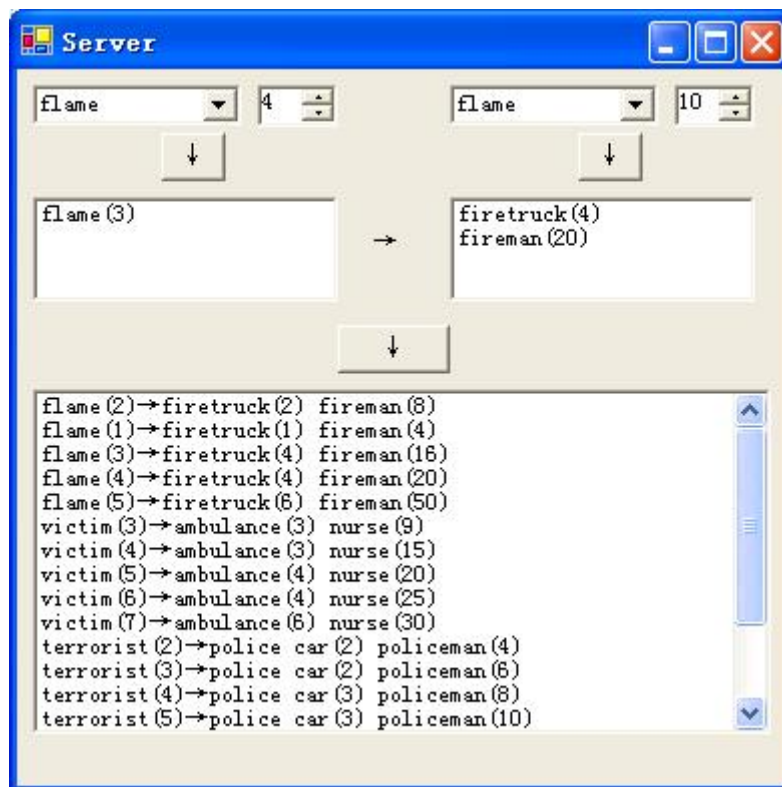 Server
flame 4 flame 10
↓ ↓
flame(3) → firetruck(4)
fireman(20)
↓
flame(2)→firetruck(2) fireman(8)
flame(1)→firetruck(1) fireman(4)
flame(3)→firetruck(4) fireman(16)
flame(4)→firetruck(4) fireman(20)
flame(5)→firetruck(6) fireman(50)
victim(3)→ambulance(3) nurse(9)
victim(4)→ambulance(3) nurse(15)
victim(5)→ambulance(4) nurse(20)
victim(6)→ambulance(4) nurse(25)
victim(7)→ambulance(6) nurse(30)
terrorist(2)→police car(2) policeman(4)
terrorist(3)→police car(2) policeman(6)
terrorist(4)→police car(3) policeman(8)
terrorist(5)→police car(3) policeman(10)